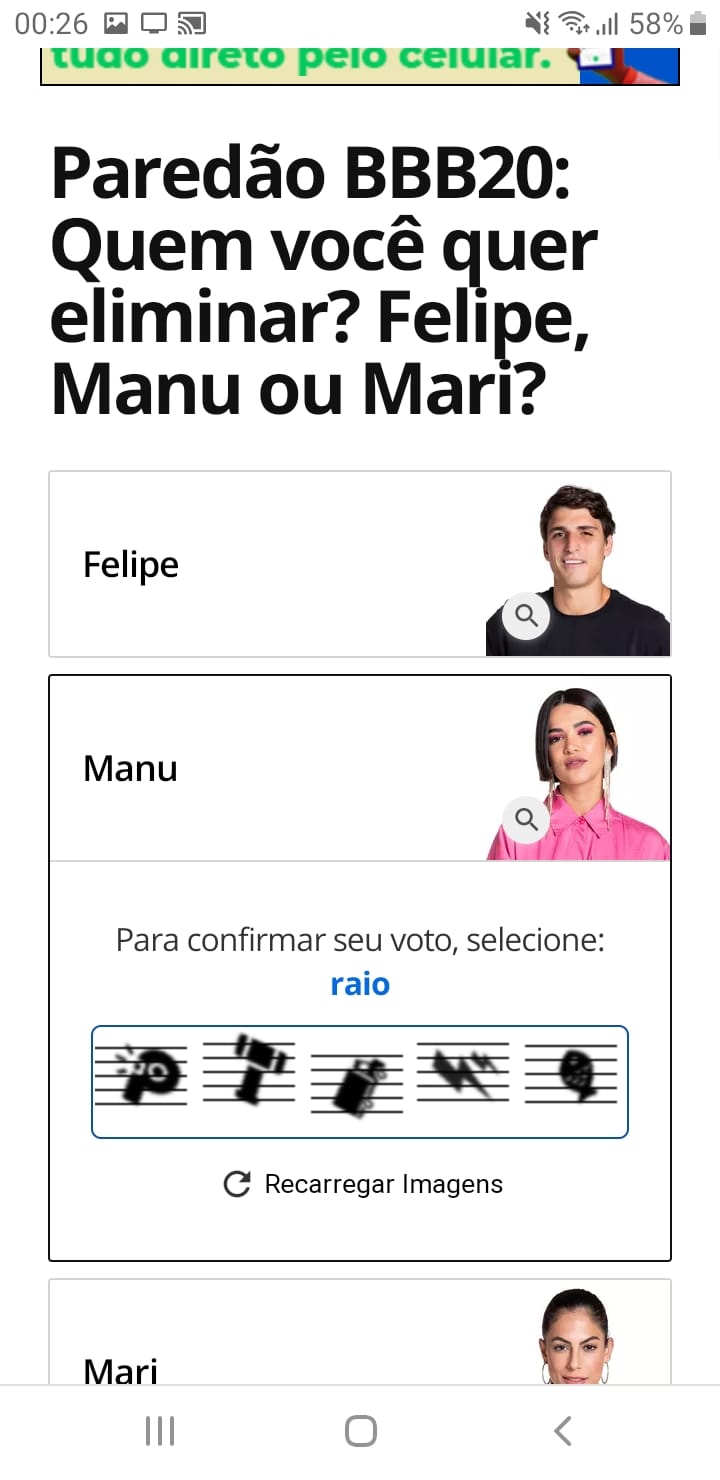 00:26
58%
tudo direto pelo celular.
Paredão BBB20:
Quem você quer
eliminar? Felipe,
Manu ou Mari?
Felipe
Manu
Para confirmar seu voto, selecione:
raio
Recarregar Imagens
Mari